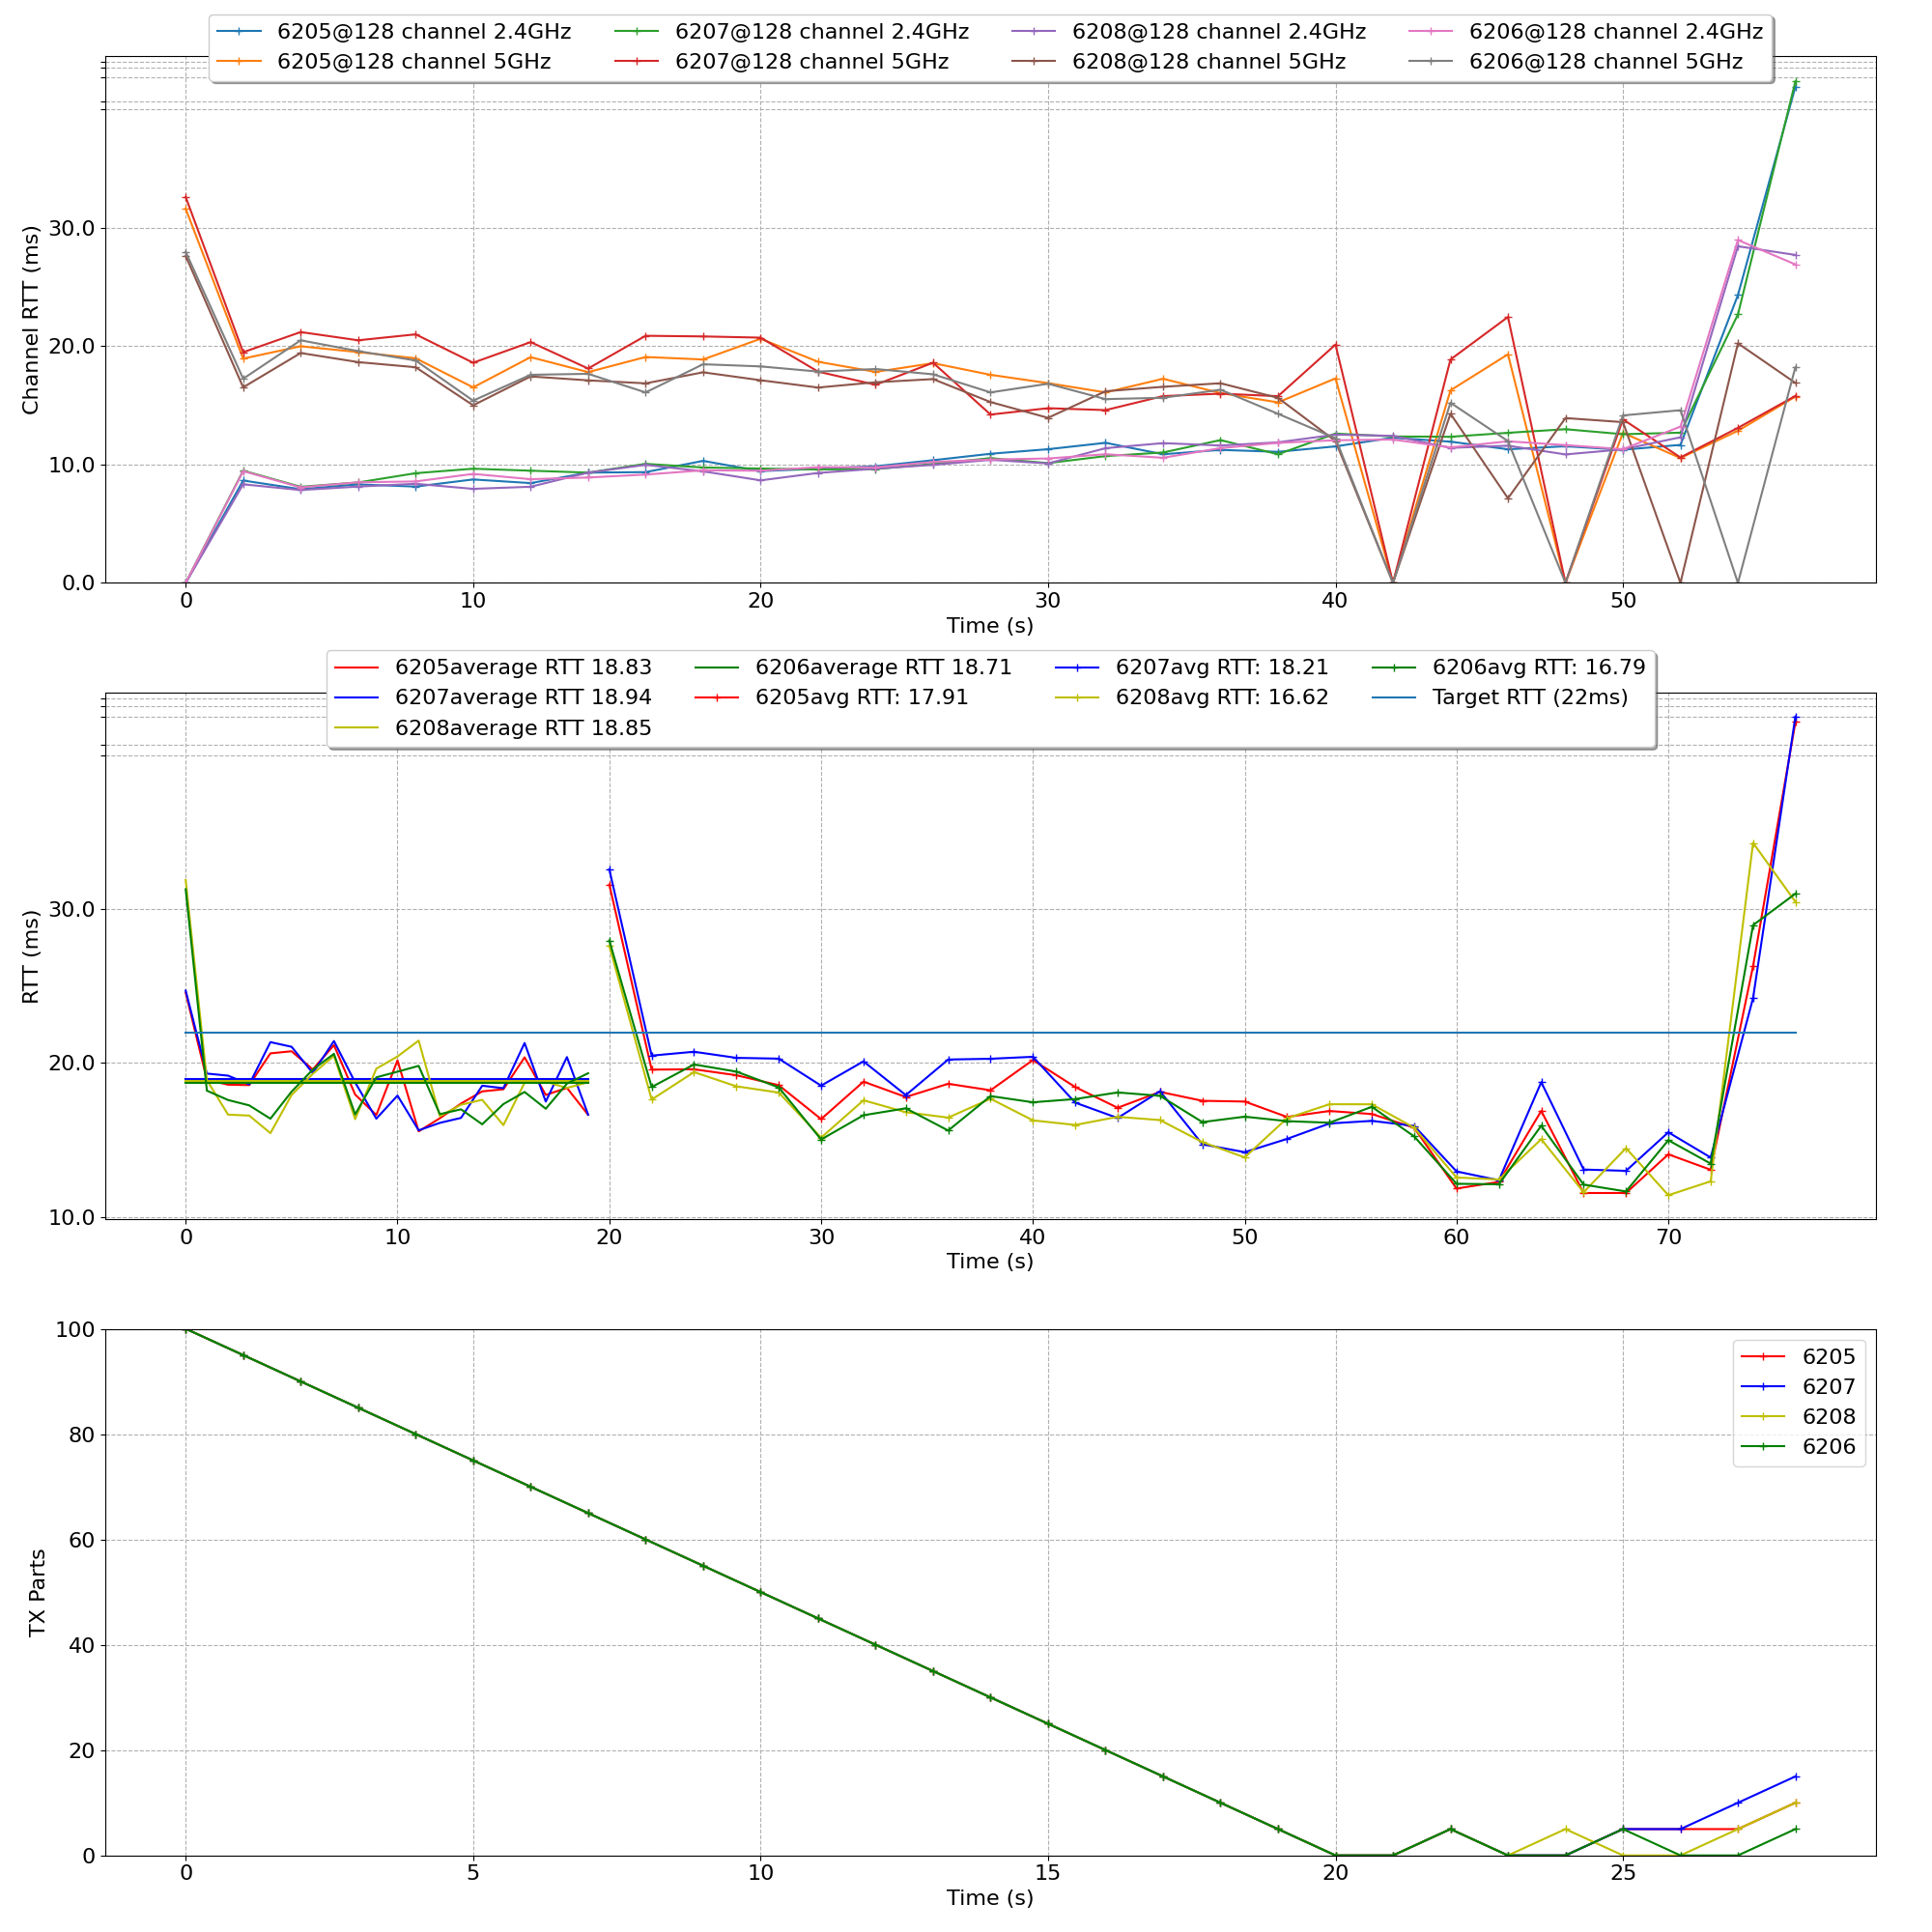 6205@128 channel 2.4GHz 6207@128 channel 2.4GHz 6208@128 channel 2.4GHz 6206@128 channel 2.4GHz
6205@128 channel 5GHz 6207@128 channel 5GHz 6208@128 channel 5GHz 6206@128 channel 5GHz
Channel RTT (ms)
30.0
20.0
10.0
0.0
0 10 20 30 40 50
Time (s)
6205average RTT 18.83 6206average RTT 18.71 6207avg RTT: 18.21 6206avg RTT: 16.79
6207average RTT 18.94 6205avg RTT: 17.91 6208avg RTT: 16.62 Target RTT (22ms)
6208average RTT 18.85
RTT (ms)
30.0
20.0
10.0
0 10 20 30 40 50 60 70
Time (s)
TX Parts
100
80
60
40
20
0
6205
6207
6208
6206
0 5 10 15 20 25
Time (s)